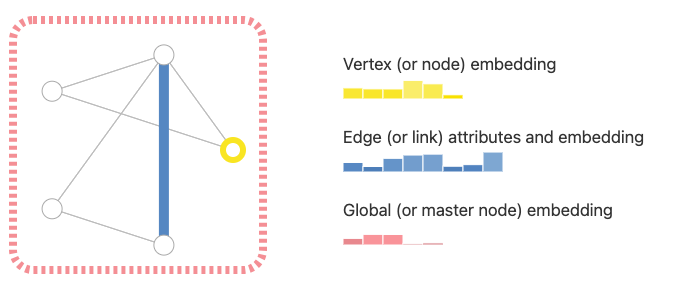 Vertex (or node) embedding
Edge (or link) attributes and embedding
Global (or master node) embedding